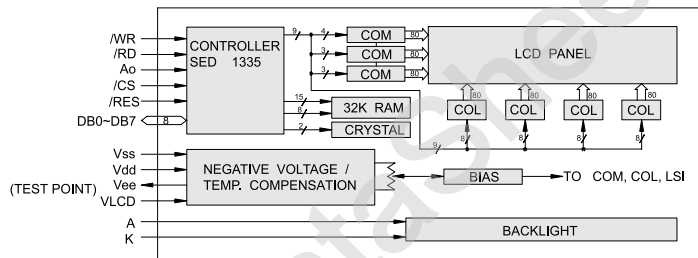 /WR
/RD
Ao
/CS
/RES
DB0~DB7
8
CONTROLLER
SED 1335
9
4
COM
80
3
COM
80
3
COM
80
LCD PANEL
80
80
80
80
COL
COL
COL
COL
8
8
8
8
9
15
8
32K RAM
2
CRYSTAL
Vss
Vdd
(TEST POINT)
Vee
VLCD
NEGATIVE VOLTAGE /
TEMP. COMPENSATION
BIAS
TO COM, COL, LSI
A
K
BACKLIGHT